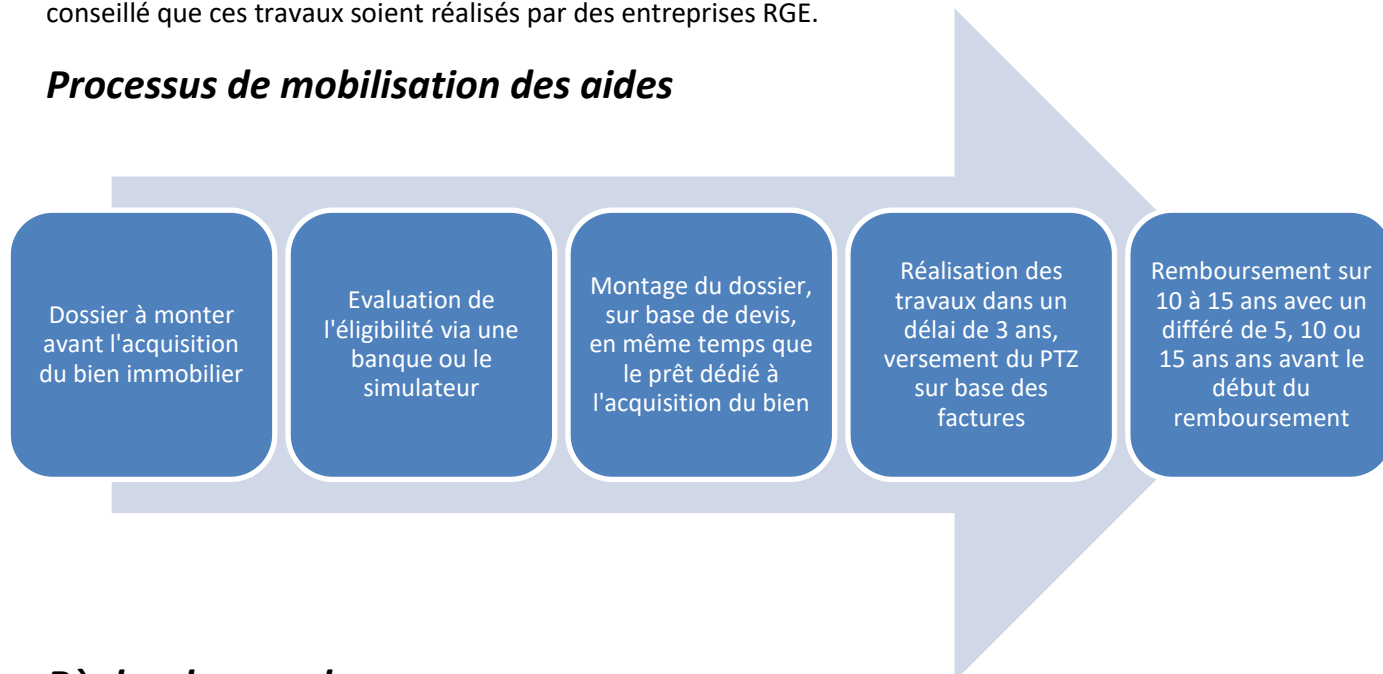 conseillé que ces travaux soient réalisés par des entreprises RGE.
Processus de mobilisation des aides
Dossier à monter
avant l'acquisition
du bien immobilier
Evaluation de
l'éligibilité via une
banque ou le
simulateur
Montage du dossier,
sur base de devis,
en même temps que
le prêt dédié à
l'acquisition du bien
Réalisation des
travaux dans un
délai de 3 ans,
versement du PTZ
sur base des
factures
Remboursement sur
10 à 15 ans avec un
différé de 5, 10 ou
15 ans ans avant le
début du
remboursement